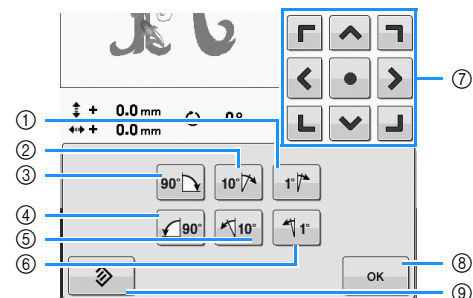 + 0.0 mm 0°
+ 0.0 mm
① ⑦
②
③ 90° 10° 1°
④ 90° 10° 1°
⑤
⑥ ⑧
OK
⑨